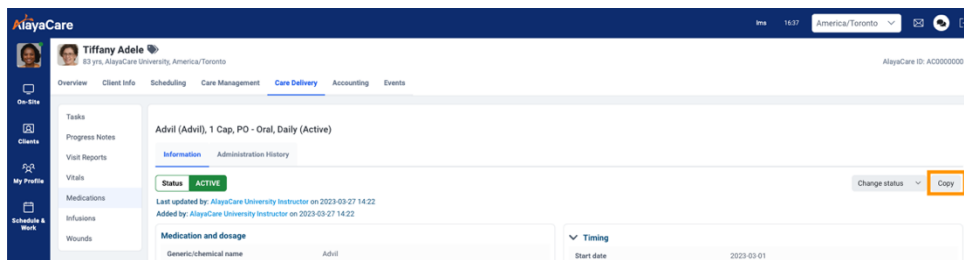 AlayaCare
lms 16:37 America/Toronto
Tiffany Adele
83 yrs, AlayaCare University, America/Toronto
AlayaCare ID: AC0000000
Overview Client Info Scheduling Care Management Care Delivery Accounting Events
On-Site
Clients
My Profile
Schedule &
Work
Tasks
Progress Notes
Visit Reports
Vitals
Medications
Infusions
Wounds
Advil (Advil), 1 Cap, PO - Oral, Daily (Active)
Information Administration History
Status ACTIVE
Change status Copy
Last updated by: AlayaCare University Instructor on 2023-03-27 14:22
Added by: AlayaCare University Instructor on 2023-03-27 14:22
Medication and dosage
Generic/chemical name Advil
Timing
Start date 2023-03-01